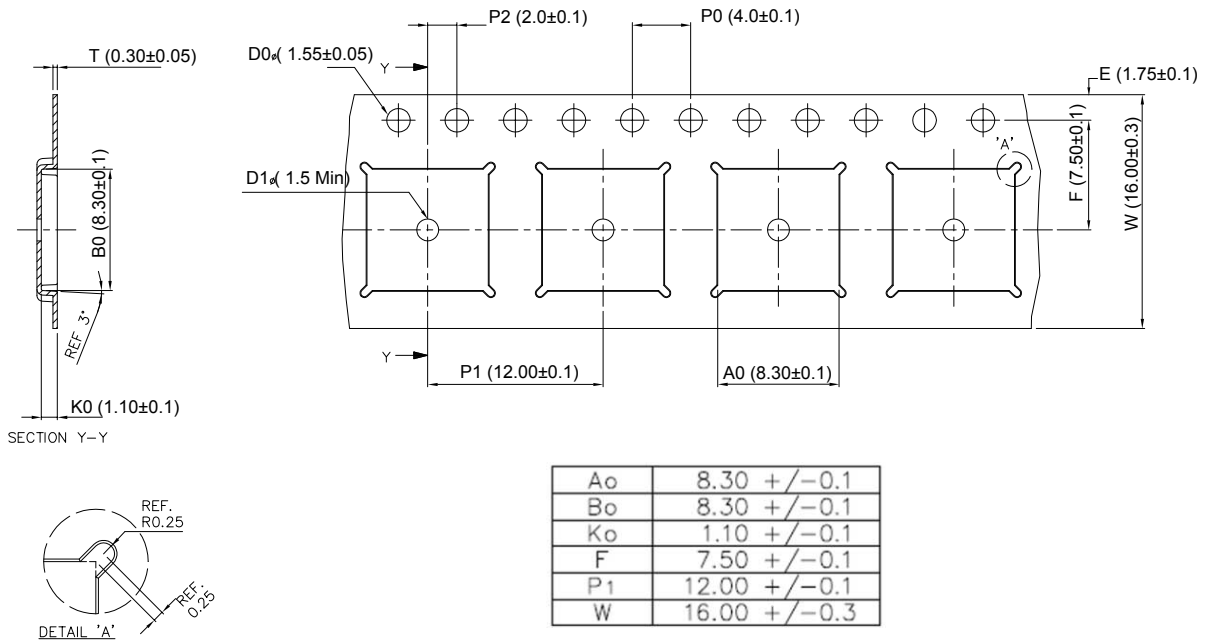 P2 (2.0±0.1)
P0 (4.0±0.1)
T (0.30±0.05)
D0ø( 1.55±0.05)
Y
E (1.75±0.1)
'A'
B0 (8.30±0.1)
D1ø( 1.5 Min)
F (7.50±0.1)
W (16.00±0.3)
REF 3°
Y
P1 (12.00±0.1)
A0 (8.30±0.1)
K0 (1.10±0.1)
SECTION Y-Y
REF.
R0.25
REF.
0.25
DETAIL 'A'
Ao 8.30 +/-0.1
Bo 8.30 +/-0.1
Ko 1.10 +/-0.1
F 7.50 +/-0.1
P1 12.00 +/-0.1
W 16.00 +/-0.3